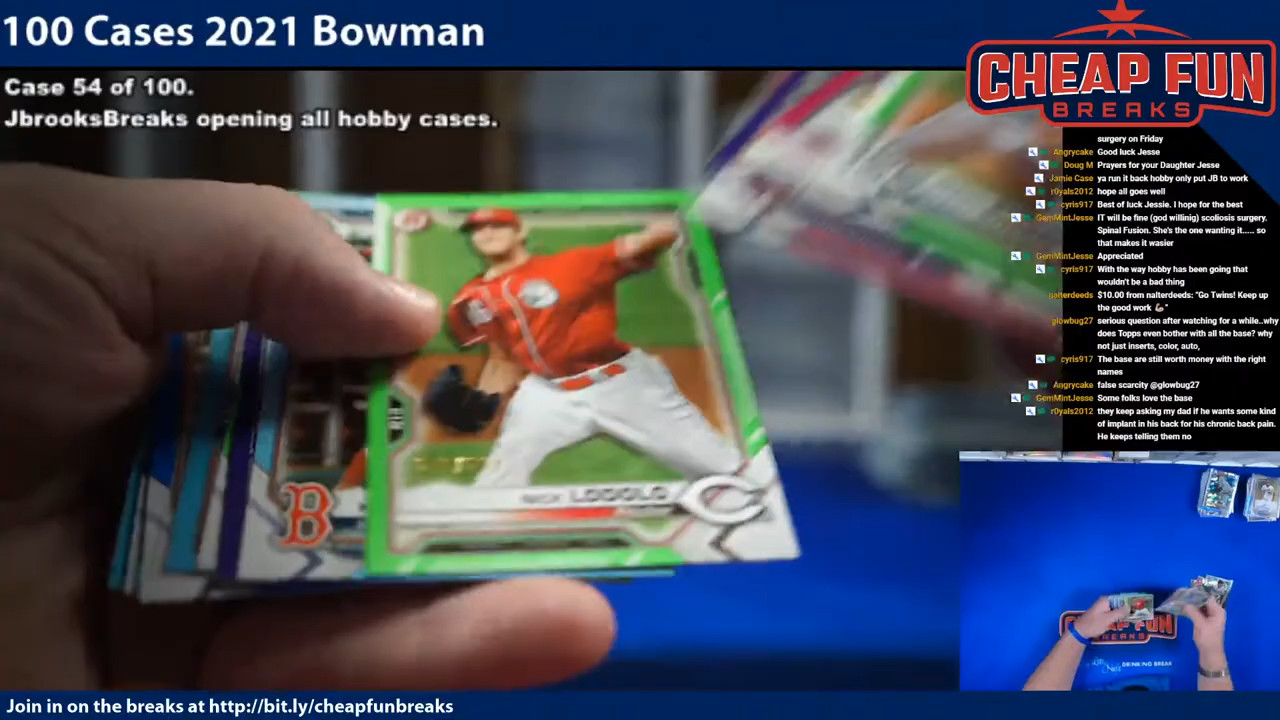 100 Cases 2021 Bowman
Case 54 of 100.
JbrooksBreaks opening all hobby cases.
CHEAP FUN
BREAKS
surgery on Friday
Angrycake Good luck Jesse
Doug M Prayers for your Daughter Jesse
Jamie Case ya run it back hobby only put JB to work
r0yals2012 hope all goes well
cyris917 Best of luck Jessie. I hope for the best
GemMintJesse IT will be fine (god willinig) scoliosis surgery.
Spinal Fusion. She's the one wanting it..... so
that makes it wasier
GemMintJesse Appreciated
cyris917 With the way hobby has been going that
wouldn't be a bad thing
nalterdeeds $10.00 from nalterdeeds: "Go Twins! Keep up
the good work 💪🏼"
glowbug27 serious question after watching for a while..why
does Topps even bother with all the base? why
not just inserts, color, auto,
cyris917 The base are still worth money with the right
names
Angrycake false scarcity @glowbug27
GemMintJesse Some folks love the base
r0yals2012 they keep asking my dad if he wants some kind
of implant in his back for his chronic back pain.
He keeps telling them no
NICK LODOLO
C
B
CHEAP FUN
BREAKS
DRINKING BREAK
Join in on the breaks at http://bit.ly/cheapfunbreaks